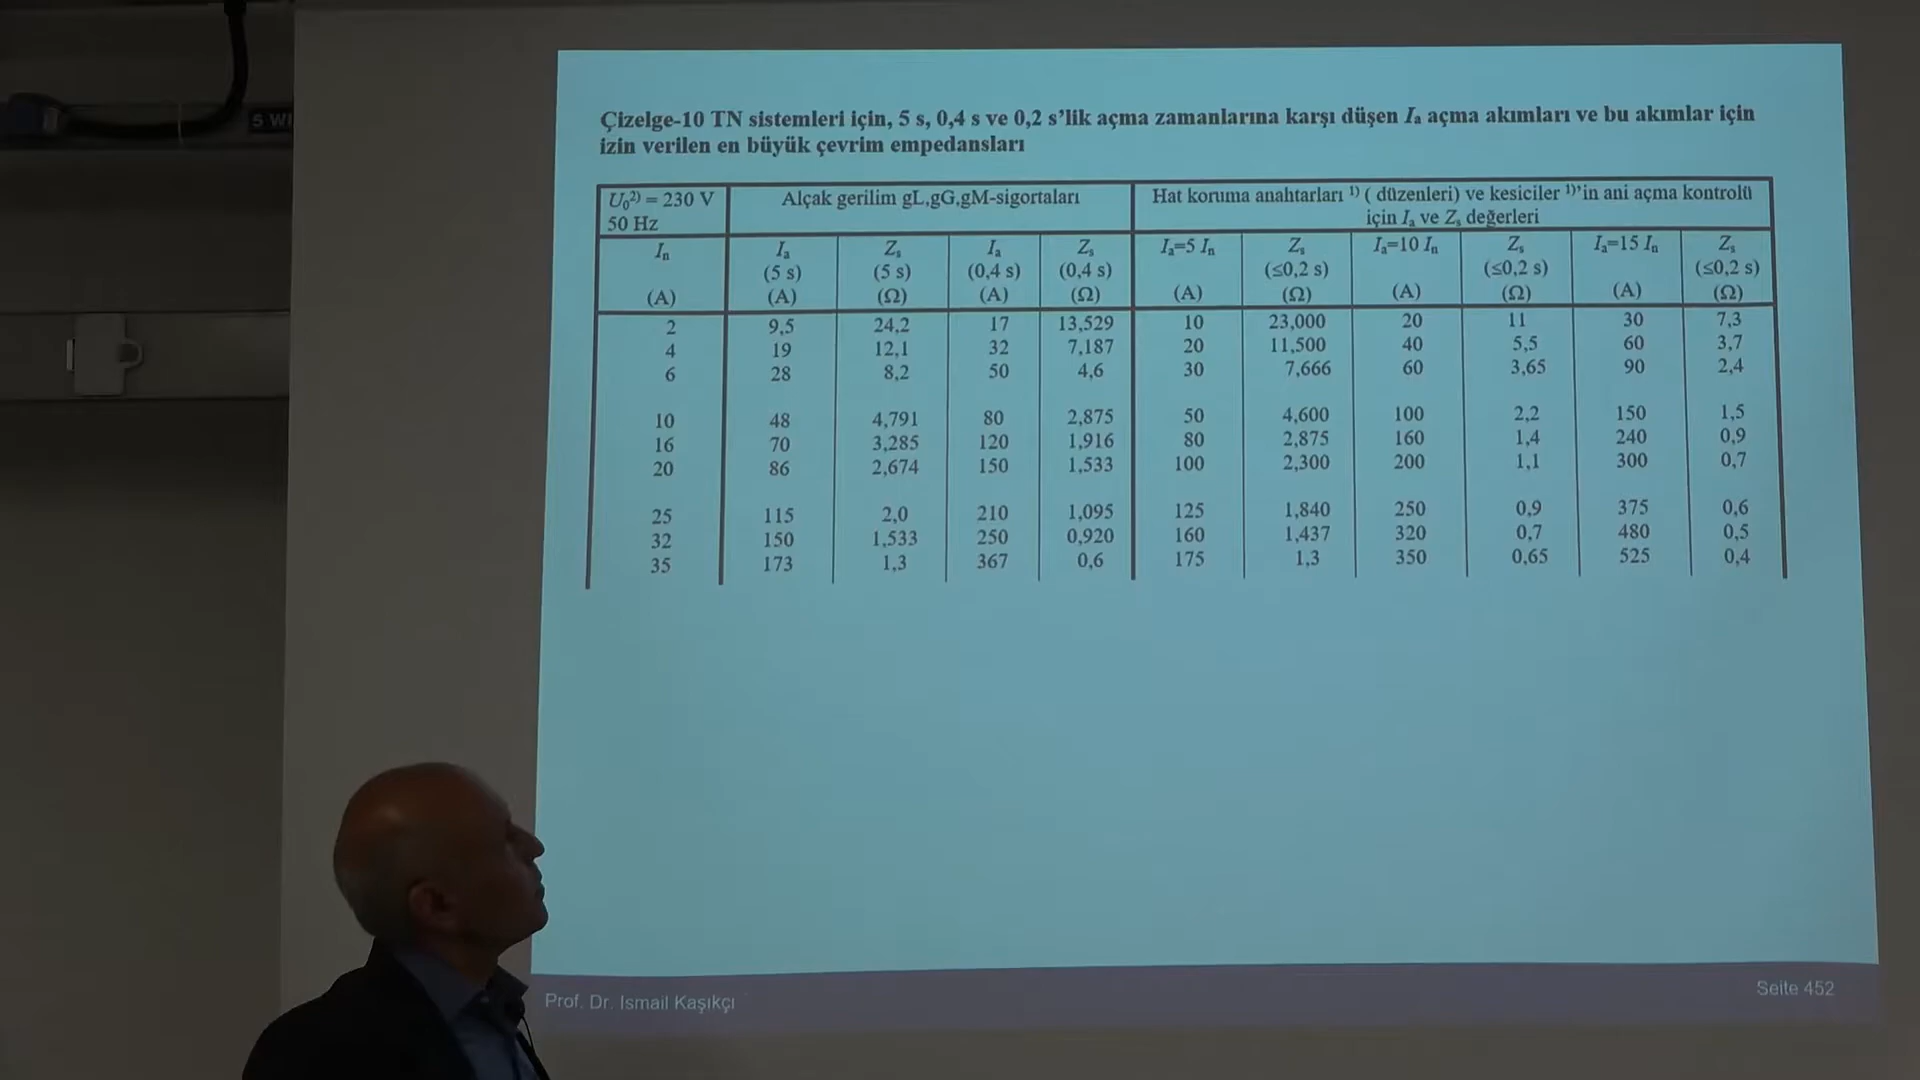 S WI
Çizelge-10 TN sistemleri için, 5 s, 0,4 s ve 0,2 s’lik açma zamanlarına karşı düşen Ia açma akımları ve bu akımlar için
izin verilen en büyük çevrim empedansları
U0²⁾ = 230 V Alçak gerilim gL,gG,gM-sigortaları Hat koruma anahtarları ¹⁾ ( düzenleri) ve kesiciler ¹⁾’in ani açma kontrolü
50 Hz için Ia ve Zs değerleri
In Ia Zs Ia Zs Ia=5 In Zs Ia=10 In Zs Ia=15 In Zs
(5 s) (5 s) (0,4 s) (0,4 s) (≤0,2 s) (≤0,2 s) (≤0,2 s)
(A) (A) (Ω) (A) (Ω) (A) (Ω) (A) (Ω) (A) (Ω)
2 9,5 24,2 17 13,529 10 23,000 20 11 30 7,3
4 19 12,1 32 7,187 20 11,500 40 5,5 60 3,7
6 28 8,2 50 4,6 30 7,666 60 3,65 90 2,4
10 48 4,791 80 2,875 50 4,600 100 2,2 150 1,5
16 70 3,285 120 1,916 80 2,875 160 1,4 240 0,9
20 86 2,674 150 1,533 100 2,300 200 1,1 300 0,7
25 115 2,0 210 1,095 125 1,840 250 0,9 375 0,6
32 150 1,533 250 0,920 160 1,437 320 0,7 480 0,5
35 173 1,3 367 0,6 175 1,3 350 0,65 525 0,4
Prof. Dr. Ismail Kaşıkçı
Seite 452